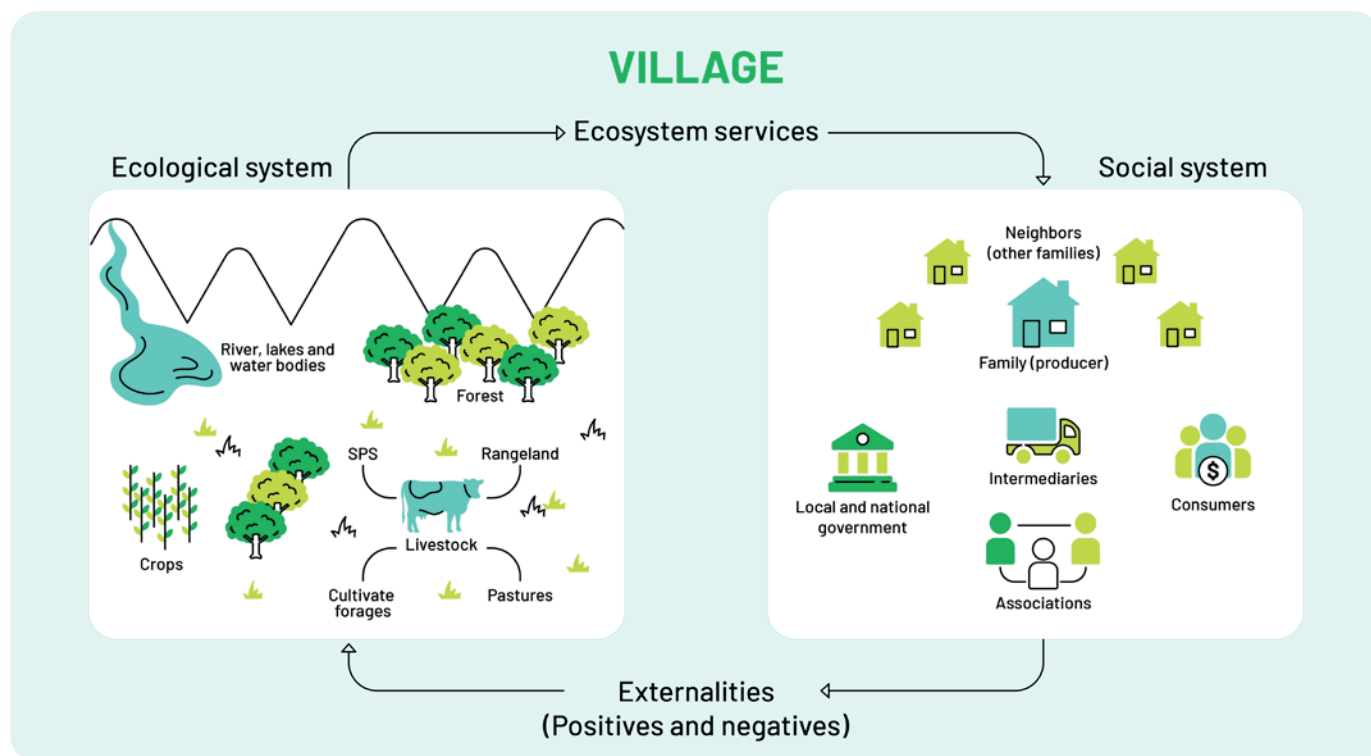 VILLAGE
Ecosystem services
Ecological system
Social system
River, lakes and
water bodies
Forest
SPS
Rangeland
Livestock
Crops
Cultivate
forages
Pastures
Neighbors
(other families)
Family (producer)
Local and national
government
Intermediaries
Consumers
$
Associations
Externalities
(Positives and negatives)